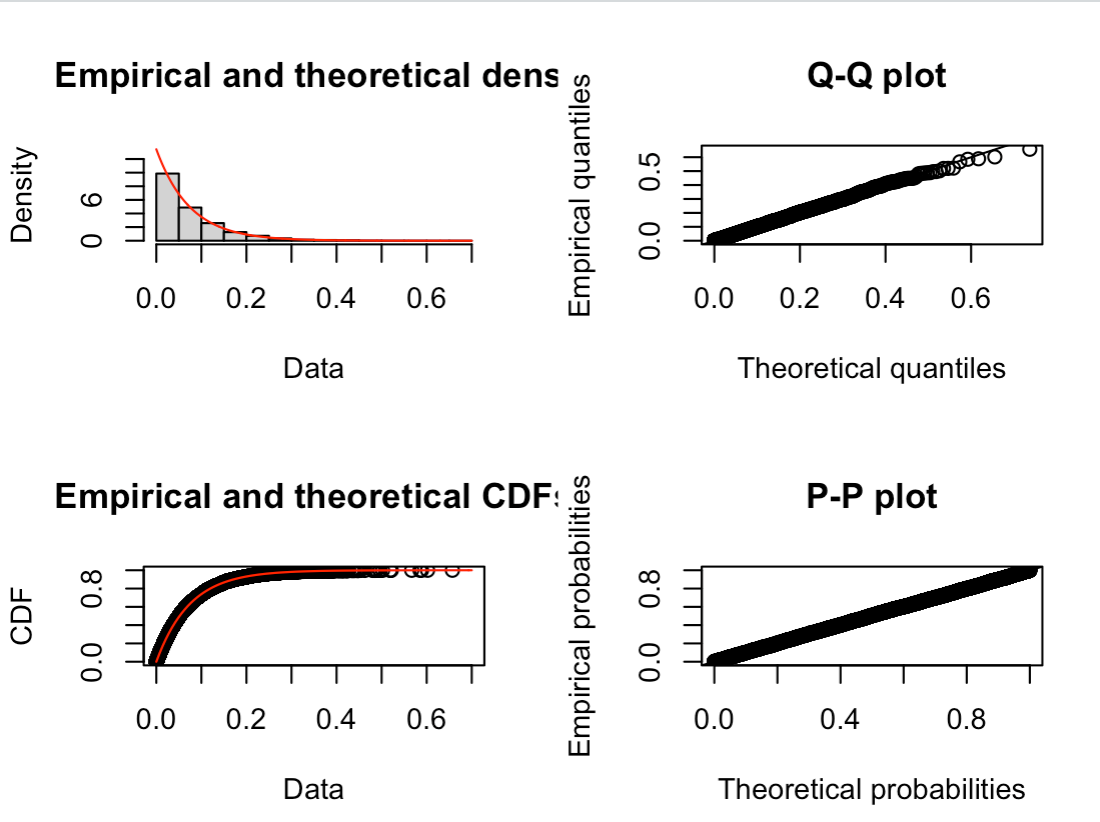 Empirical and theoretical dens
Density
0 6
0.0 0.2 0.4 0.6
Data
Q-Q plot
Empirical quantiles
0.0 0.5
0.0 0.2 0.4 0.6
Theoretical quantiles
Empirical and theoretical CDFs
CDF
0.0 0.8
0.0 0.2 0.4 0.6
Data
P-P plot
Empirical probabilities
0.0 0.8
0.0 0.4 0.8
Theoretical probabilities